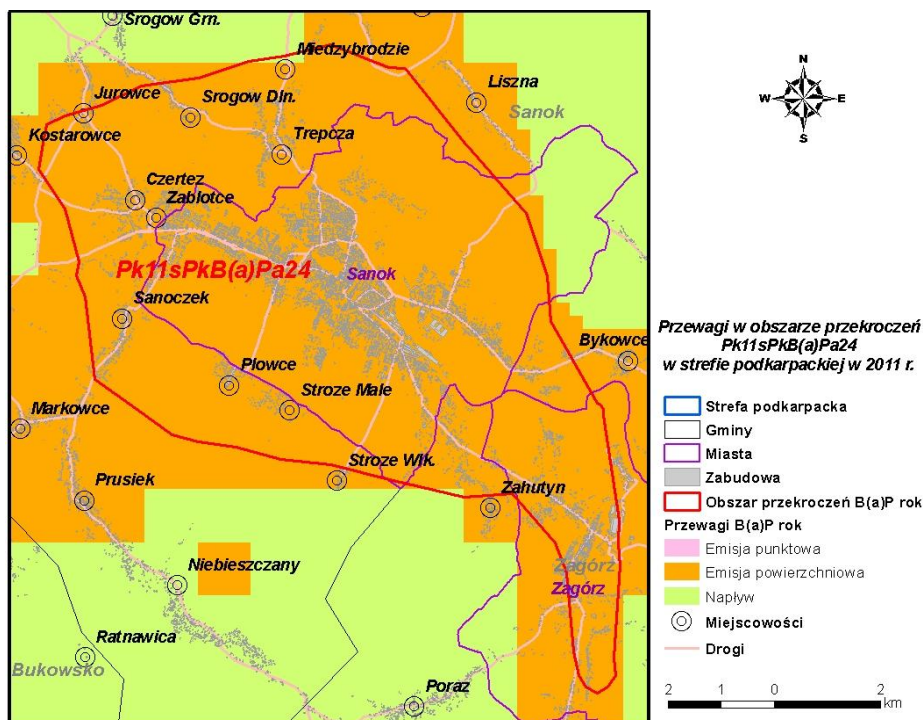 Srogow Grn.
Miedzybrodzie
Jurowce
Srogow Dln.
Liszna
Sanok
Kostarowce
Trepcza
Czertez
Zablotce
Pk11sPkB(a)Pa24
Sanok
Sanoczek
Bykowce
Plowce
Stroze Male
Markowce
Stroze Wlk.
Prusiek
Zahutyn
Zagórz
Niebieszczany
Zagórz
Ratnawica
Bukowsko
Poraz
N
W E
S
Przewagi w obszarze przekroczeń
Pk11sPkB(a)Pa24
w strefie podkarpackiej w 2011 r.
Strefa podkarpacka
Gminy
Miasta
Zabudowa
Obszar przekroczeń B(a)P rok
Przewagi B(a)P rok
Emisja punktowa
Emisja powierzchniowa
Napływ
Miejscowości
Drogi
2 1 0 2
km